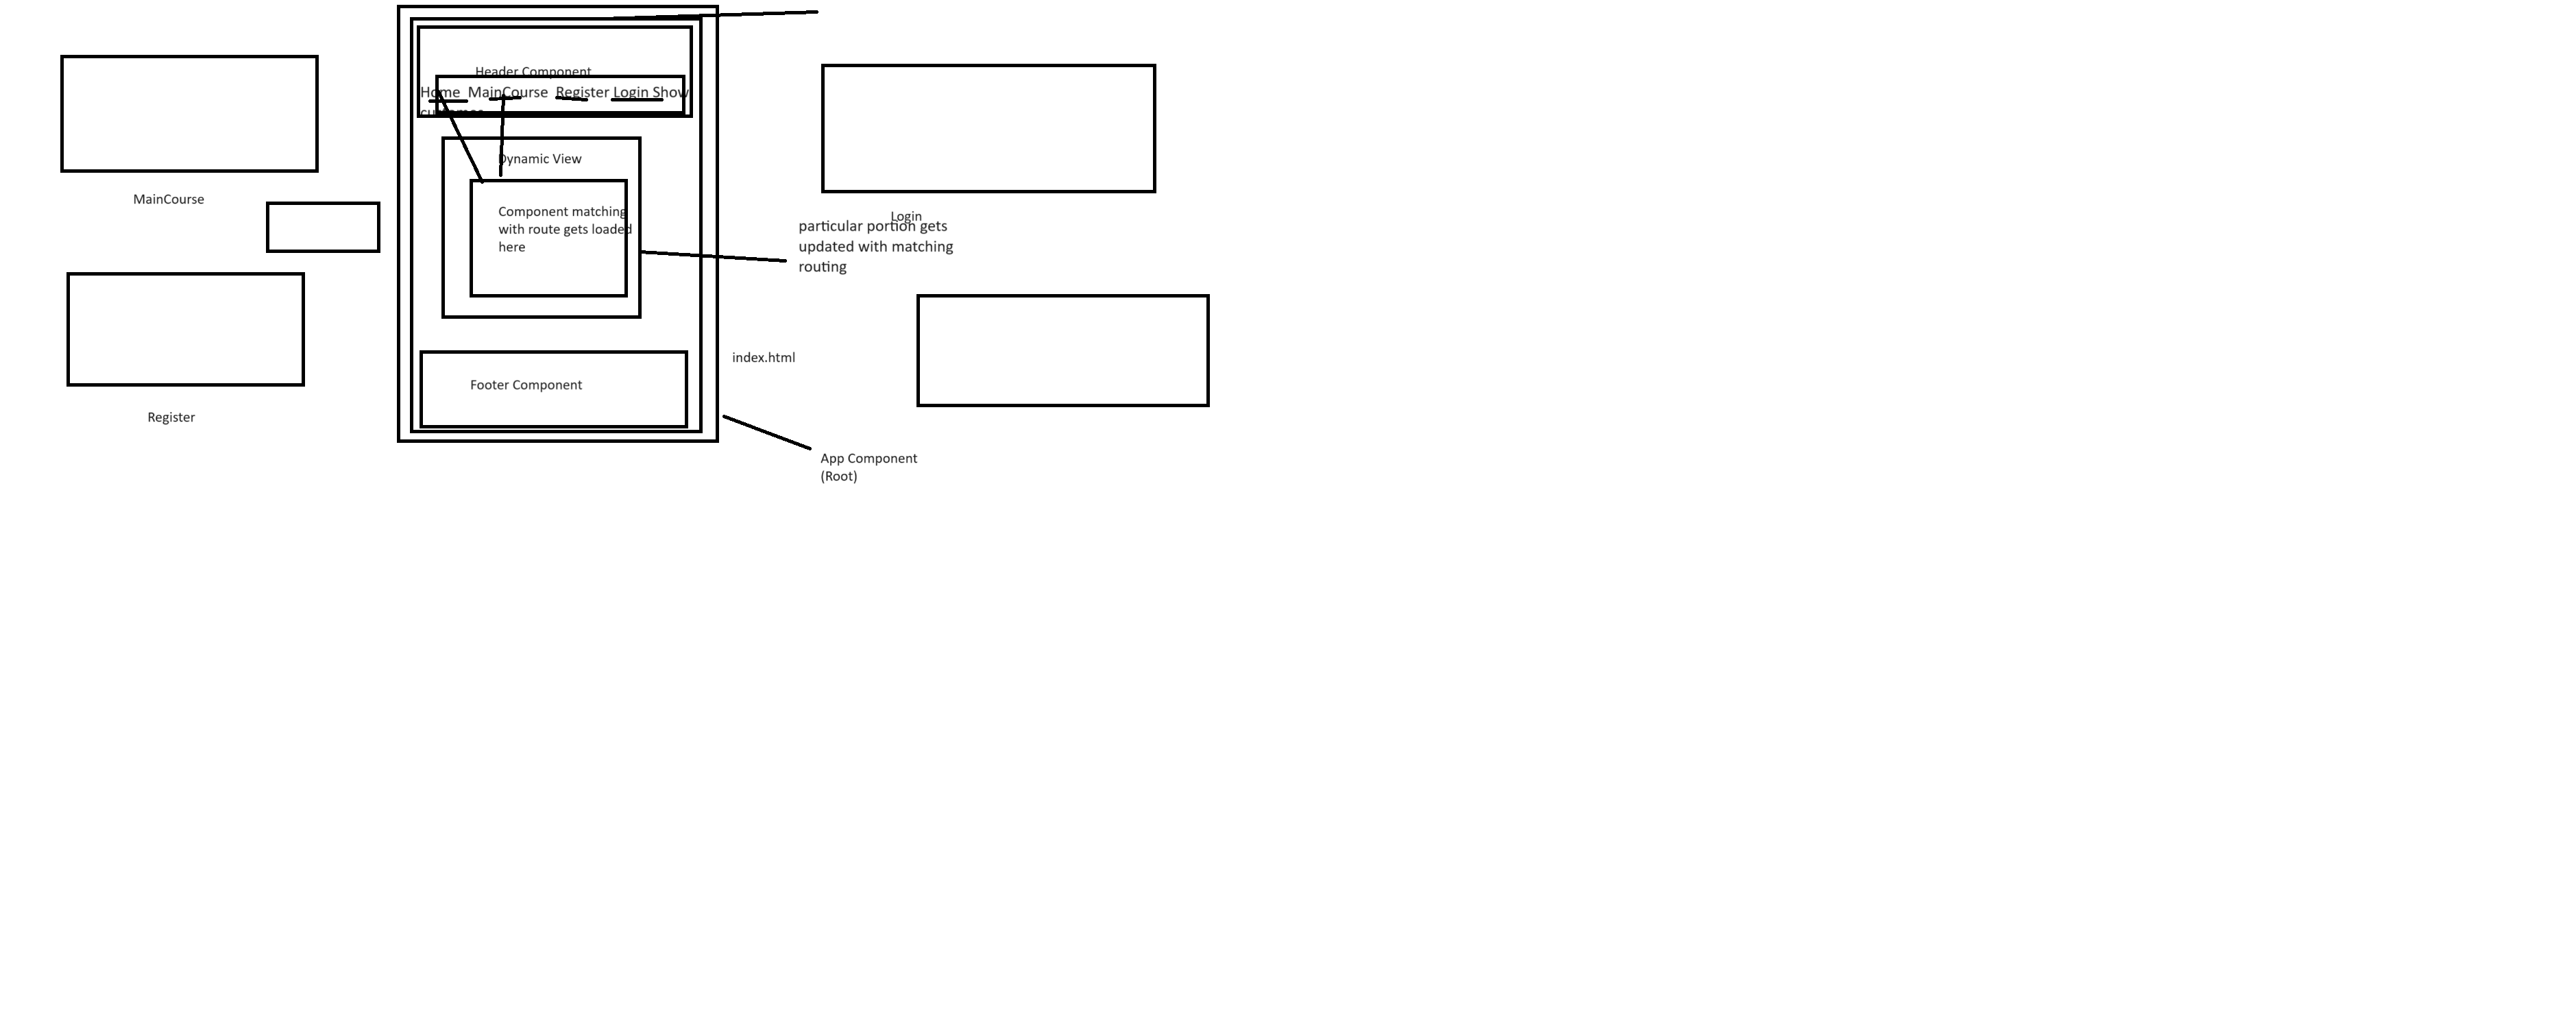 Header Component
Home MainCourse Register Login Show
Dynamic View
Component matching
with route gets loaded
here
Footer Component
MainCourse
Register
Login
particular portion gets
updated with matching
routing
index.html
App Component
(Root)